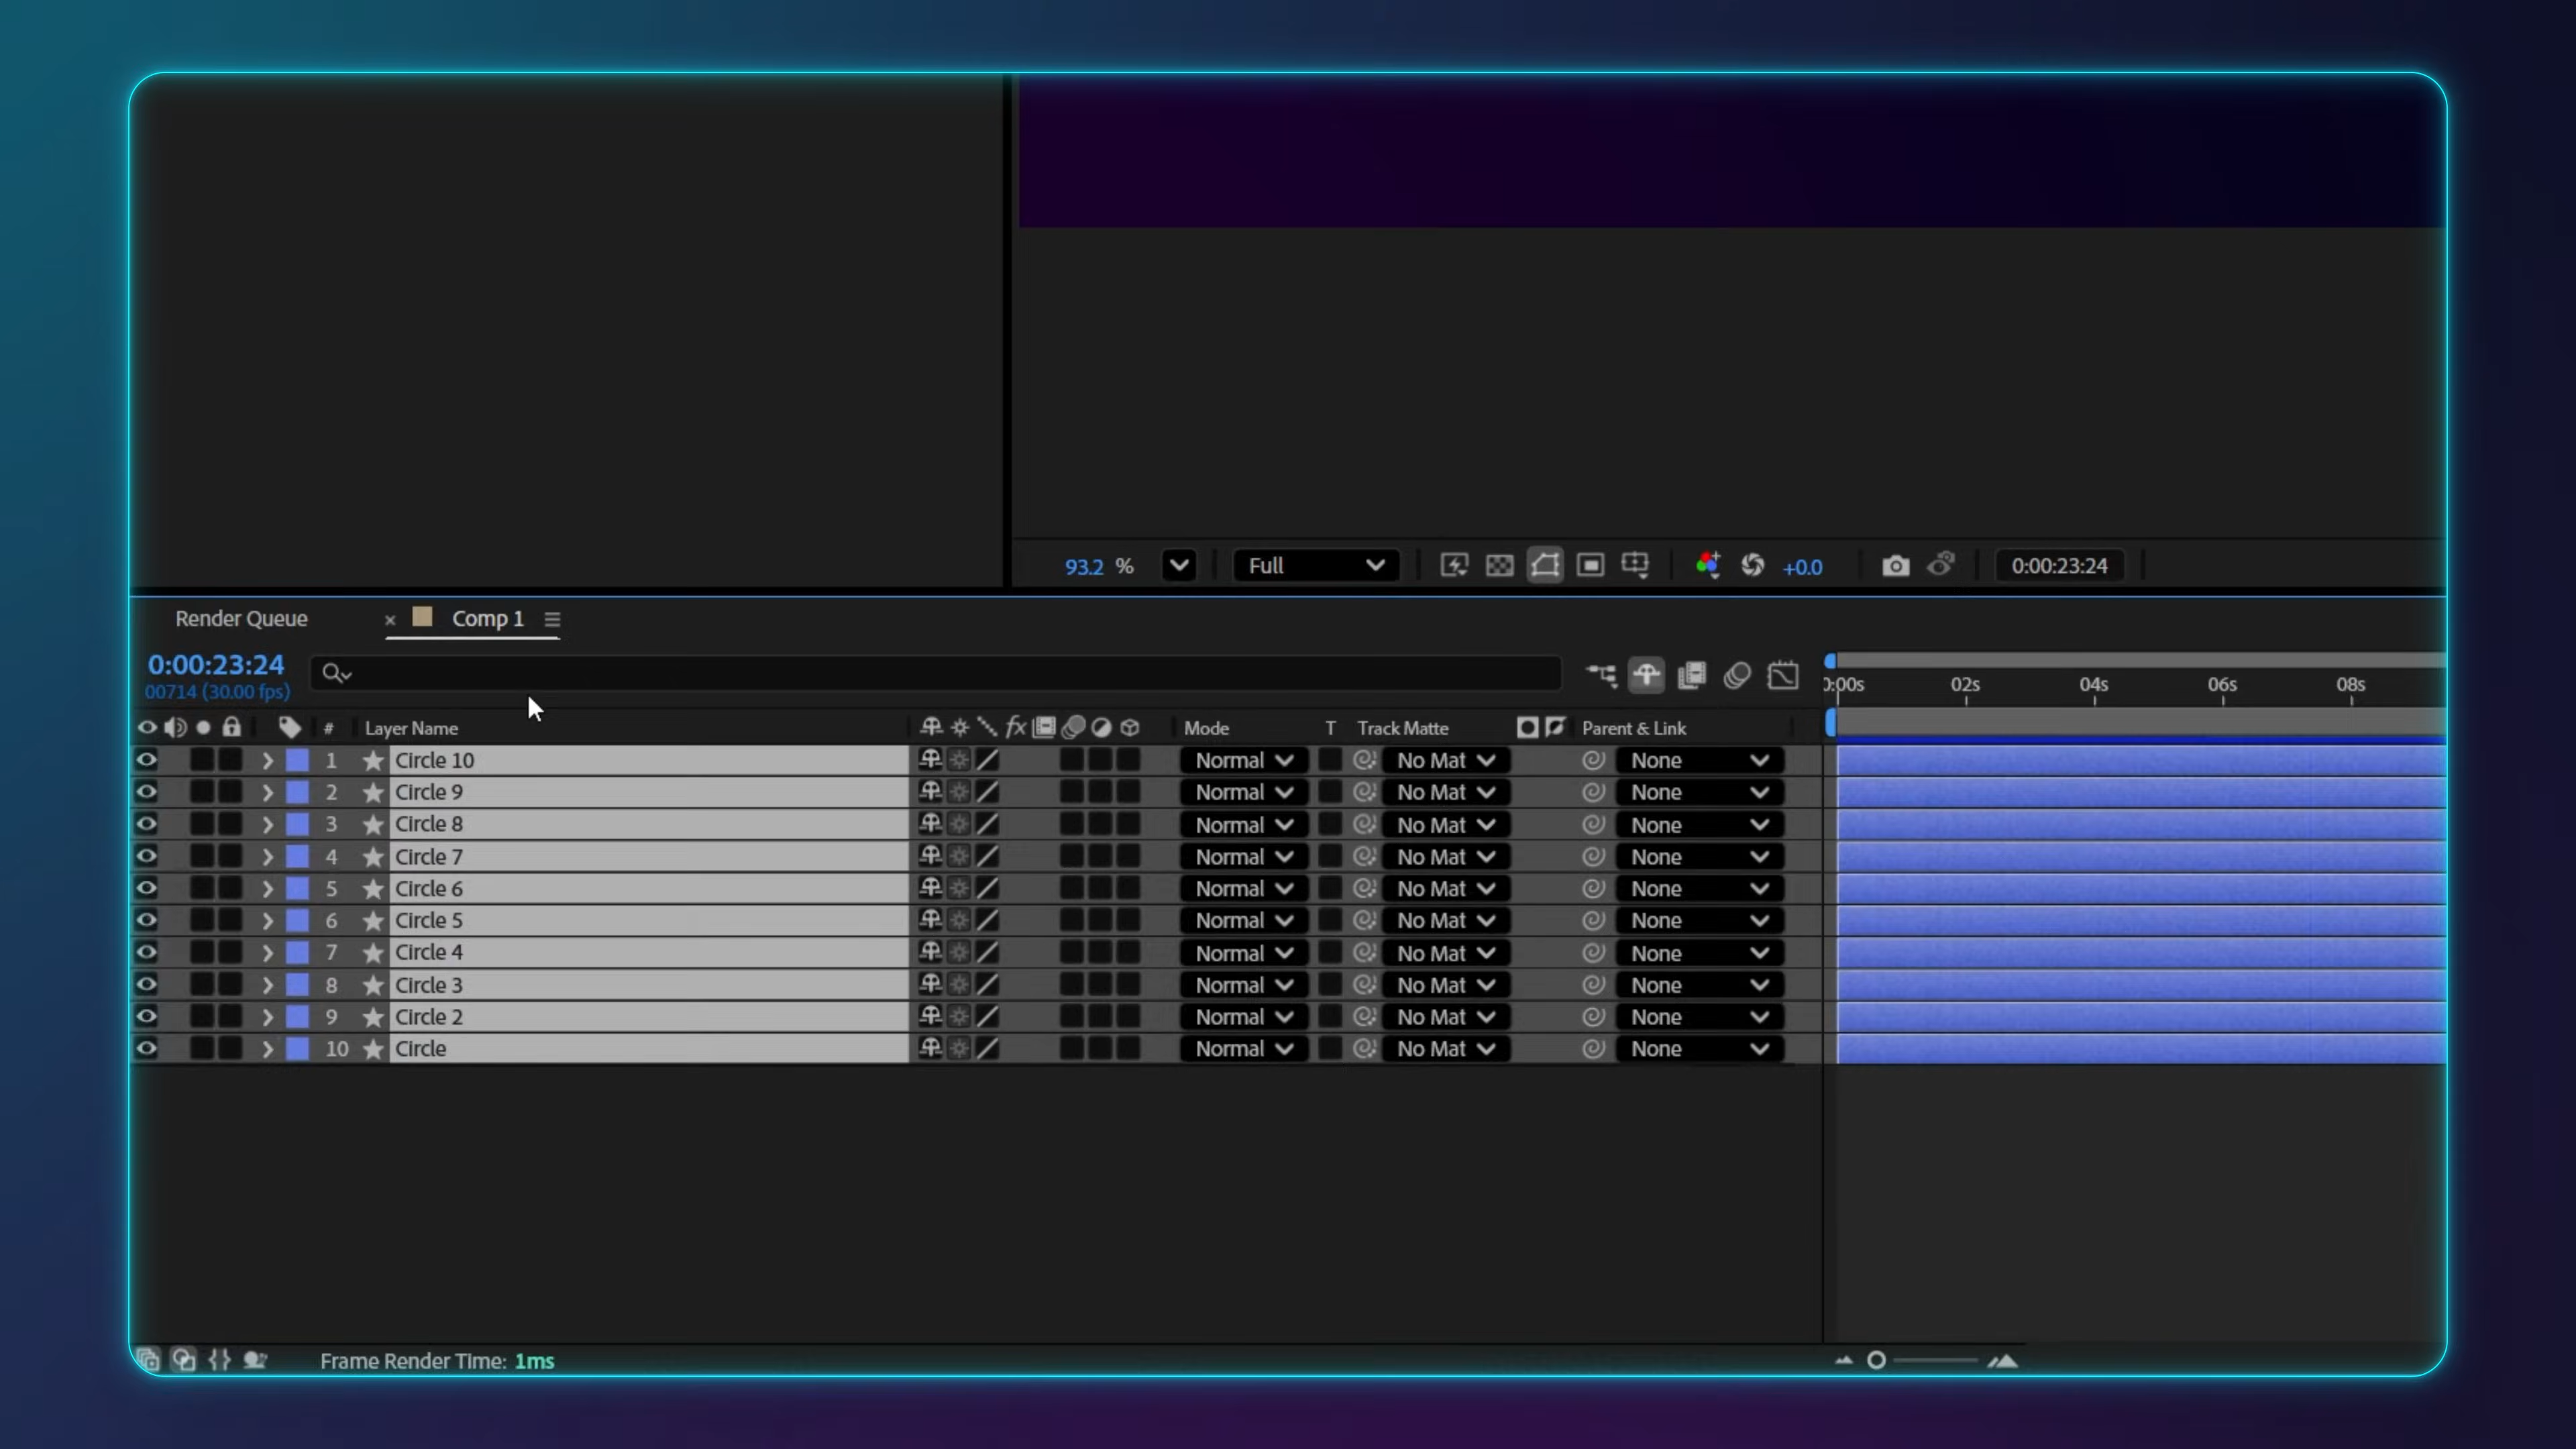 93.2 %
Full
+0.0
0:00:23:24
Render Queue
× Comp 1
0:00:23:24
00714 (30.00 fps)
0:00s 02s 04s 06s 08s
# Layer Name fx Mode T Track Matte Parent & Link
1 Circle 10 Normal No Mat None
2 Circle 9 Normal No Mat None
3 Circle 8 Normal No Mat None
4 Circle 7 Normal No Mat None
5 Circle 6 Normal No Mat None
6 Circle 5 Normal No Mat None
7 Circle 4 Normal No Mat None
8 Circle 3 Normal No Mat None
9 Circle 2 Normal No Mat None
10 Circle Normal No Mat None
Frame Render Time: 1ms